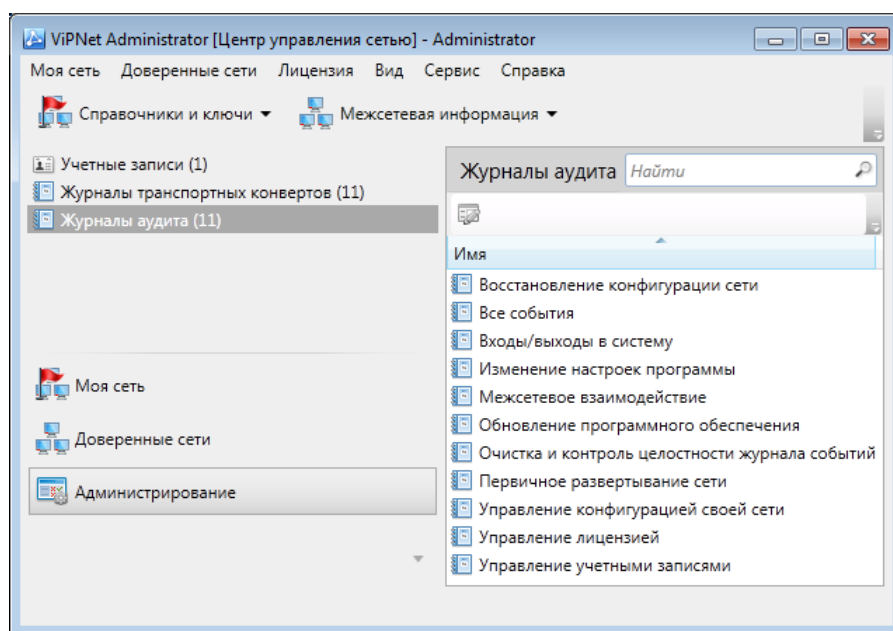 ViPNet Administrator [Центр управления сетью] - Administrator
Моя сеть Доверенные сети Лицензия Вид Сервис Справка
Справочники и ключи Межсетевая информация
Учетные записи (1)
Журналы транспортных конвертов (11)
Журналы аудита (11)
Моя сеть
Доверенные сети
Администрирование
Журналы аудита Найти
Имя
Восстановление конфигурации сети
Все события
Входы/выходы в систему
Изменение настроек программы
Межсетевое взаимодействие
Обновление программного обеспечения
Очистка и контроль целостности журнала событий
Первичное развертывание сети
Управление конфигурацией своей сети
Управление лицензией
Управление учетными записями